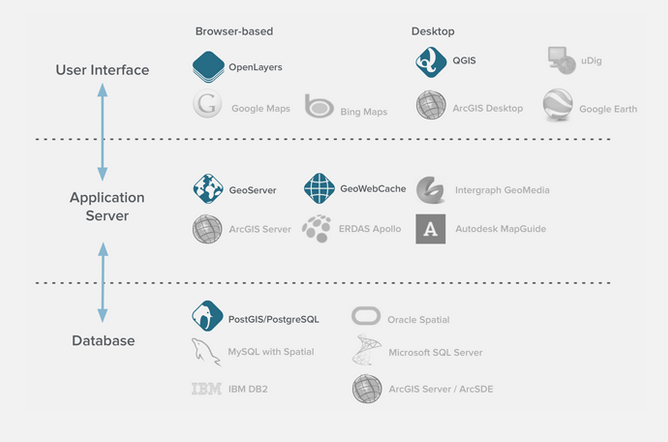 Browser-based
Desktop
User Interface
OpenLayers
QGIS
uDig
G
Google Maps
b
Bing Maps
ArcGIS Desktop
Google Earth
Application
Server
GeoServer
GeoWebCache
Intergraph GeoMedia
ArcGIS Server
ERDAS Apollo
A
Autodesk MapGuide
Database
PostGIS/PostgreSQL
Oracle Spatial
MySQL with Spatial
Microsoft SQL Server
IBM
IBM DB2
ArcGIS Server / ArcSDE